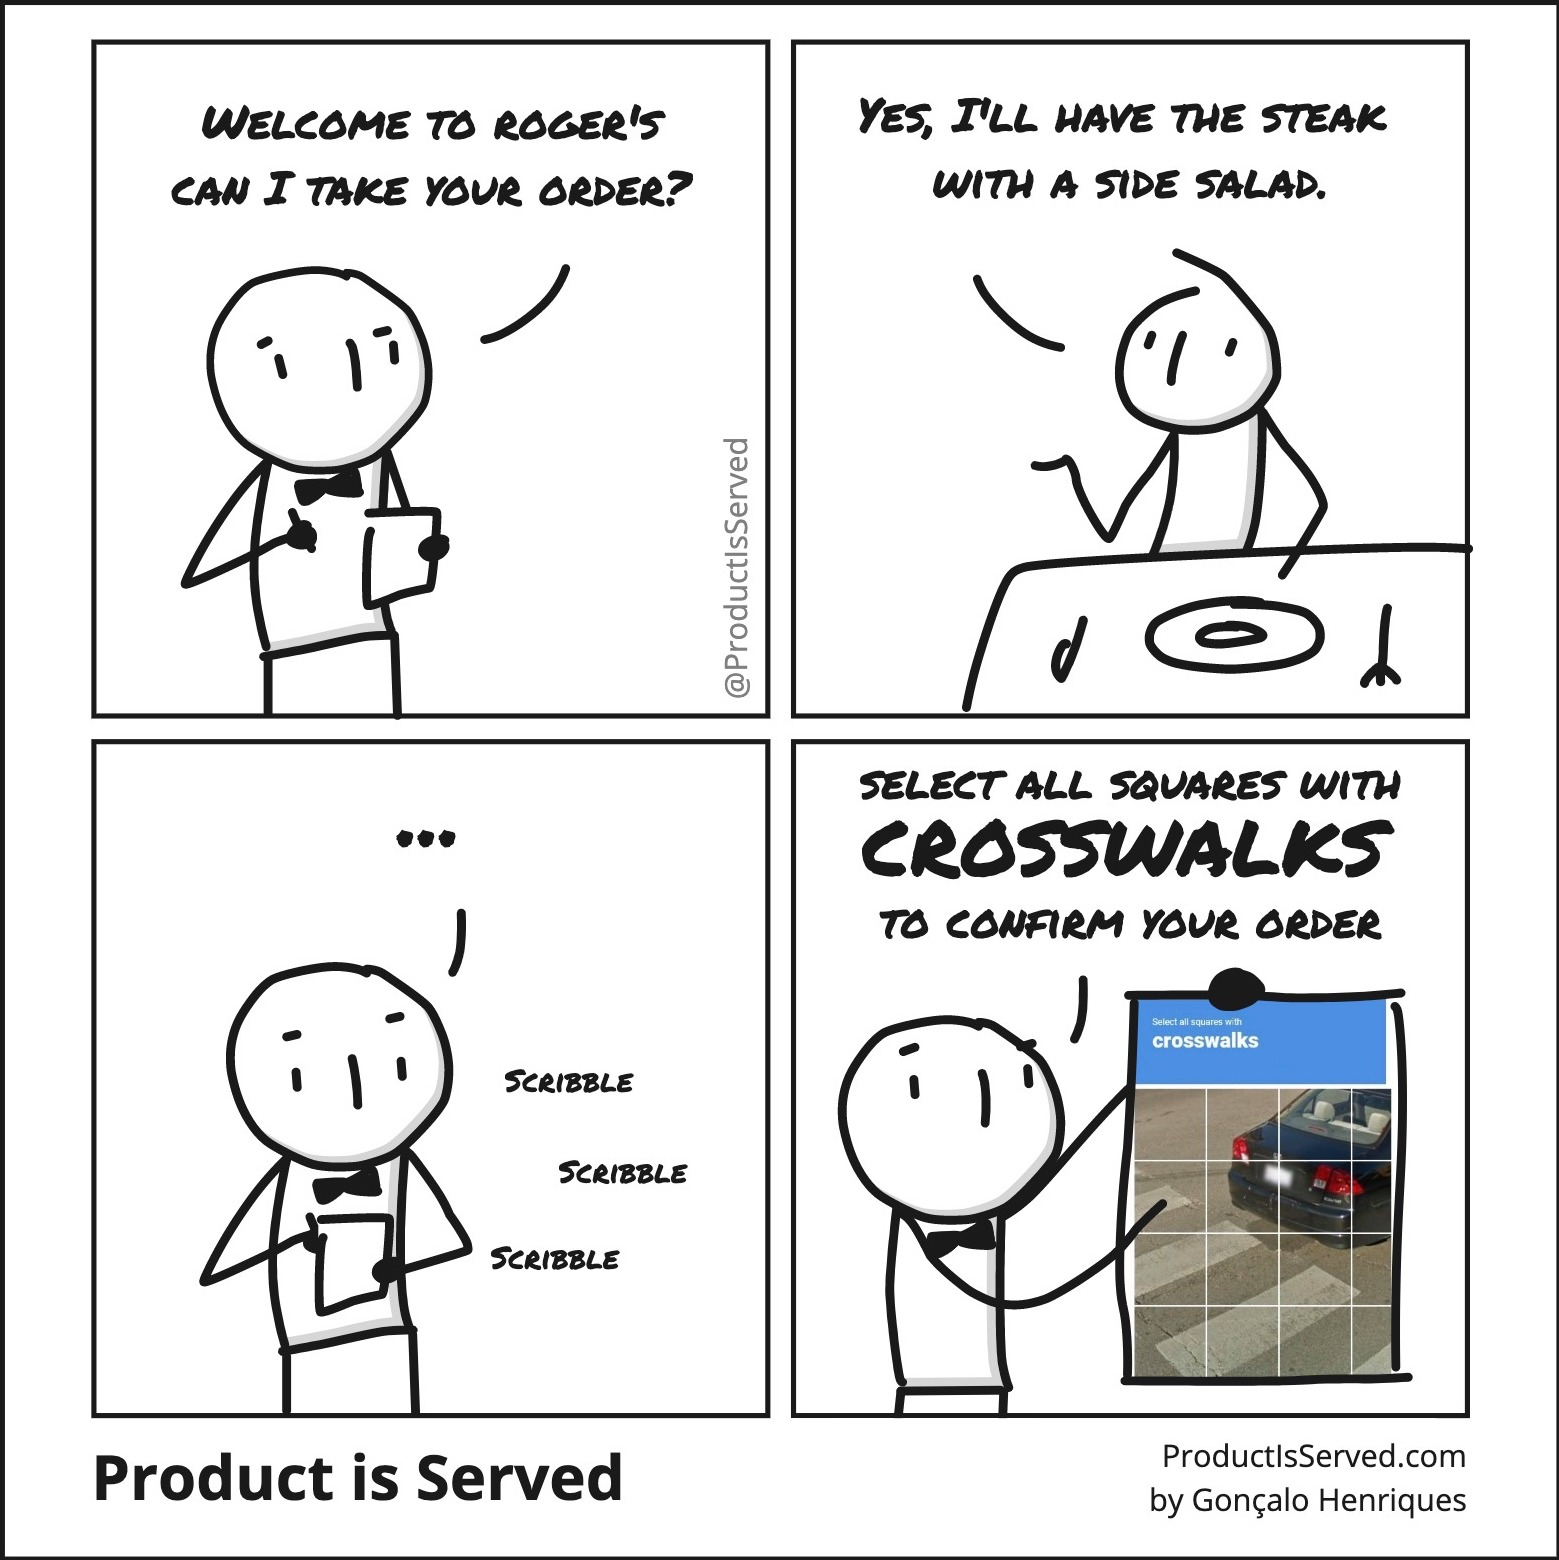 Welcome to Roger's
can I take your order?
@ProductIsServed
Yes, I'll have the steak
with a side salad.
...
Scribble
Scribble
Scribble
select all squares with
CROSSWALKS
to confirm your order
Select all squares with
crosswalks
Product is Served
ProductIsServed.com
by Gonçalo Henriques